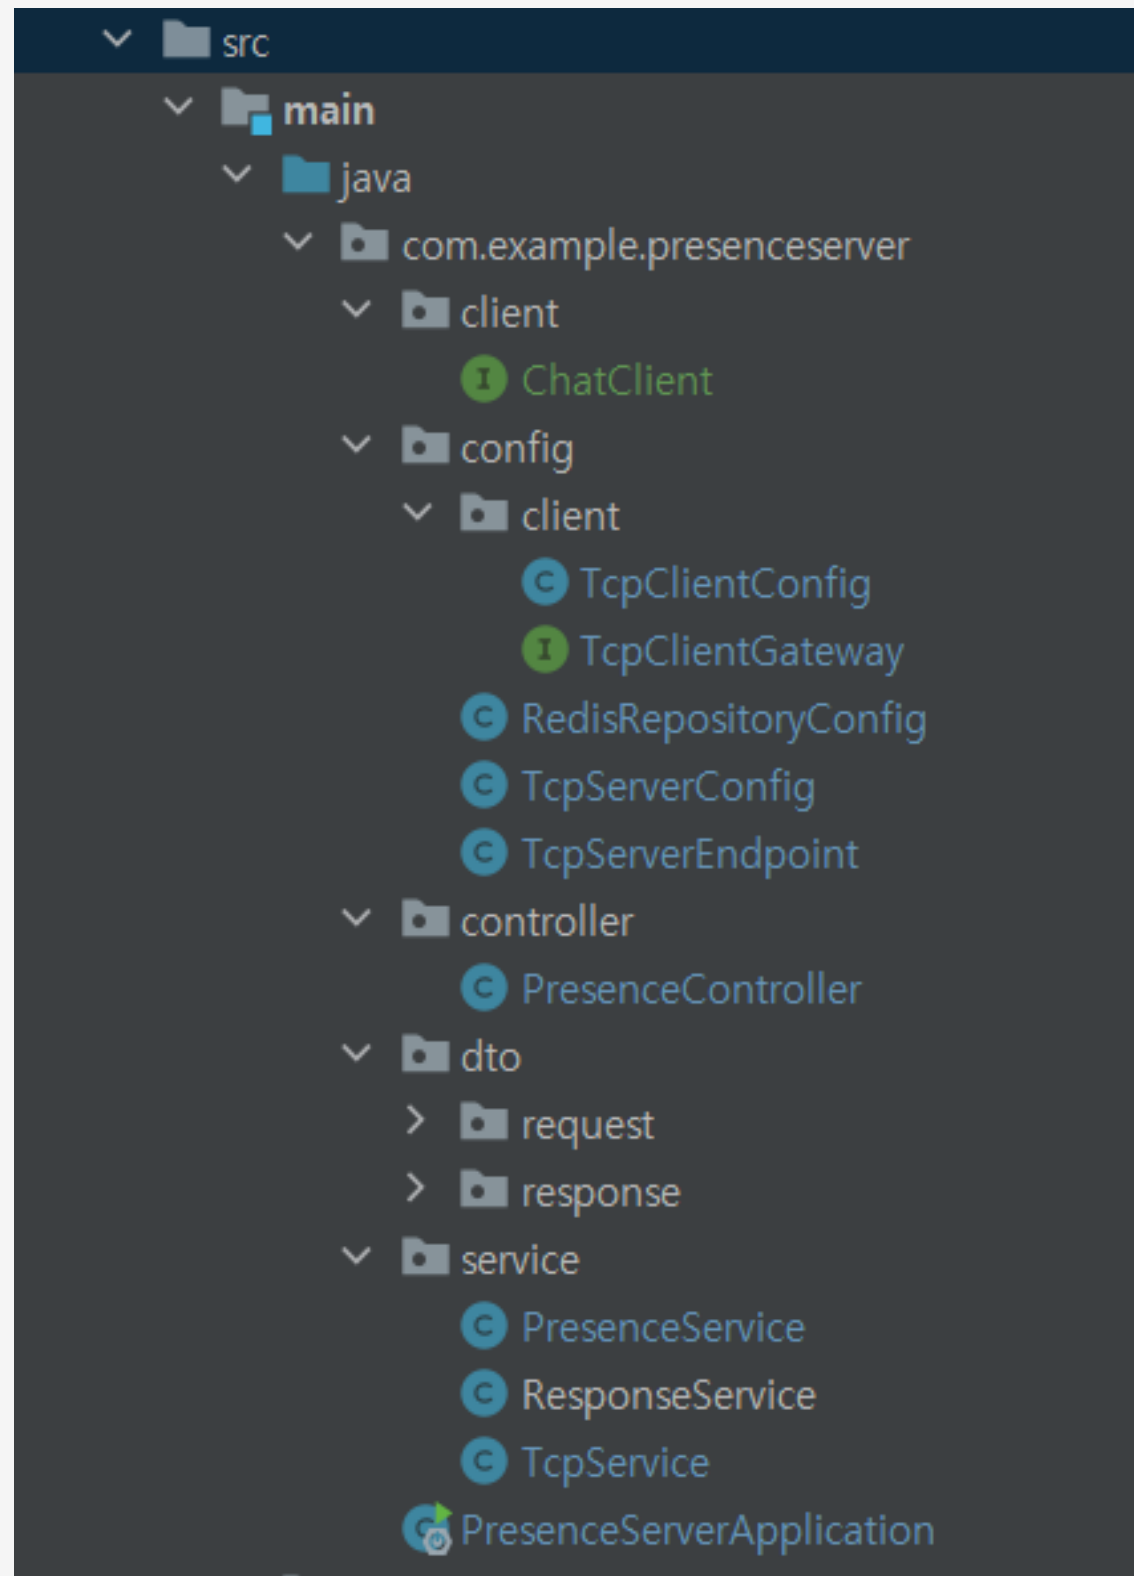 src
main
java
com.example.presenceserver
client
ChatClient
config
client
TcpClientConfig
TcpClientGateway
RedisRepositoryConfig
TcpServerConfig
TcpServerEndpoint
controller
PresenceController
dto
request
response
service
PresenceService
ResponseService
TcpService
PresenceServerApplication